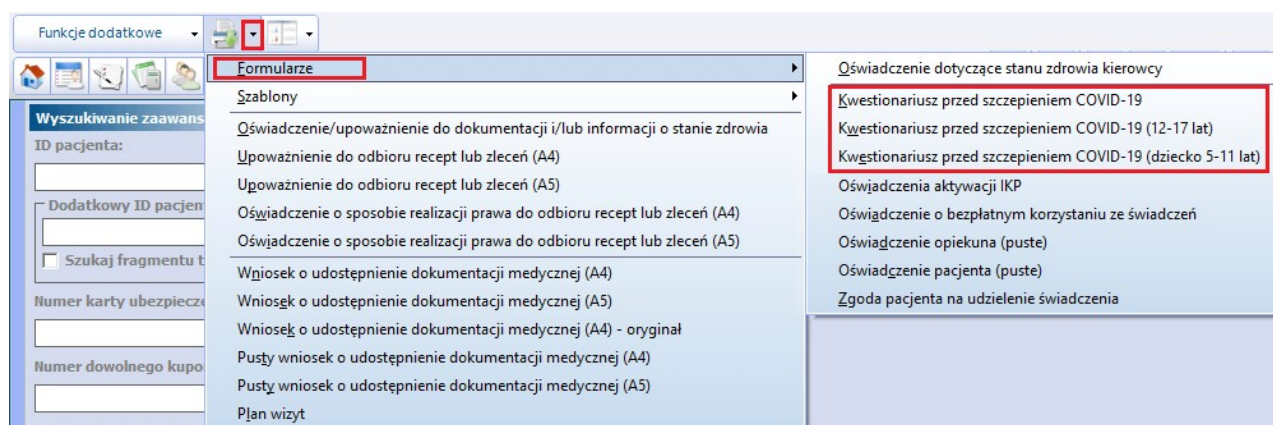 Funkcje dodatkowe
Wyszukiwanie zaawans
ID pacjenta:
Dodatkowy ID pacjen
Szukaj fragmentu t
Numer karty ubezpiecze
Numer dowolnego kupo
Formularze
Szablony
Oświadczenie/upoważnienie do dokumentacji i/lub informacji o stanie zdrowia
Upoważnienie do odbioru recept lub zleceń (A4)
Upoważnienie do odbioru recept lub zleceń (A5)
Oświadczenie o sposobie realizacji prawa do odbioru recept lub zleceń (A4)
Oświadczenie o sposobie realizacji prawa do odbioru recept lub zleceń (A5)
Wniosek o udostępnienie dokumentacji medycznej (A4)
Wniosek o udostępnienie dokumentacji medycznej (A5)
Wniosek o udostępnienie dokumentacji medycznej (A4) - oryginał
Pusty wniosek o udostępnienie dokumentacji medycznej (A4)
Pusty wniosek o udostępnienie dokumentacji medycznej (A5)
Plan wizyt
Oświadczenie dotyczące stanu zdrowia kierowcy
Kwestionariusz przed szczepieniem COVID-19
Kwestionariusz przed szczepieniem COVID-19 (12-17 lat)
Kwestionariusz przed szczepieniem COVID-19 (dziecko 5-11 lat)
Oświadczenia aktywacji IKP
Oświadczenie o bezpłatnym korzystaniu ze świadczeń
Oświadczenie opiekuna (puste)
Oświadczenie pacjenta (puste)
Zgoda pacjenta na udzielenie świadczenia